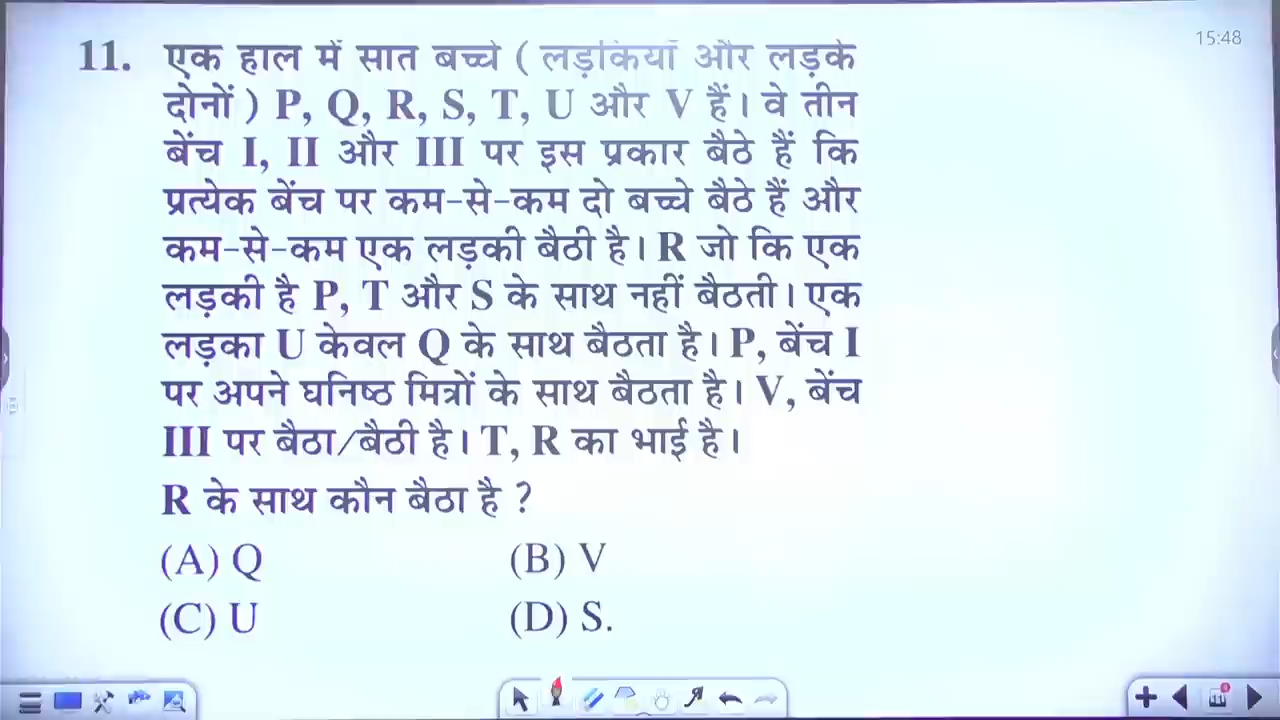 15:48
11. एक हाल में सात बच्चे ( लड़कियाँ और लड़के
दोनों ) P, Q, R, S, T, U और V हैं। वे तीन
बेंच I, II और III पर इस प्रकार बैठे हैं कि
प्रत्येक बेंच पर कम-से-कम दो बच्चे बैठे हैं और
कम-से-कम एक लड़की बैठी है। R जो कि एक
लड़की है P, T और S के साथ नहीं बैठती। एक
लड़का U केवल Q के साथ बैठता है। P, बेंच I
पर अपने घनिष्ठ मित्रों के साथ बैठता है। V, बेंच
III पर बैठा/बैठी है। T, R का भाई है।
R के साथ कौन बैठा है ?
(A) Q (B) V
(C) U (D) S.